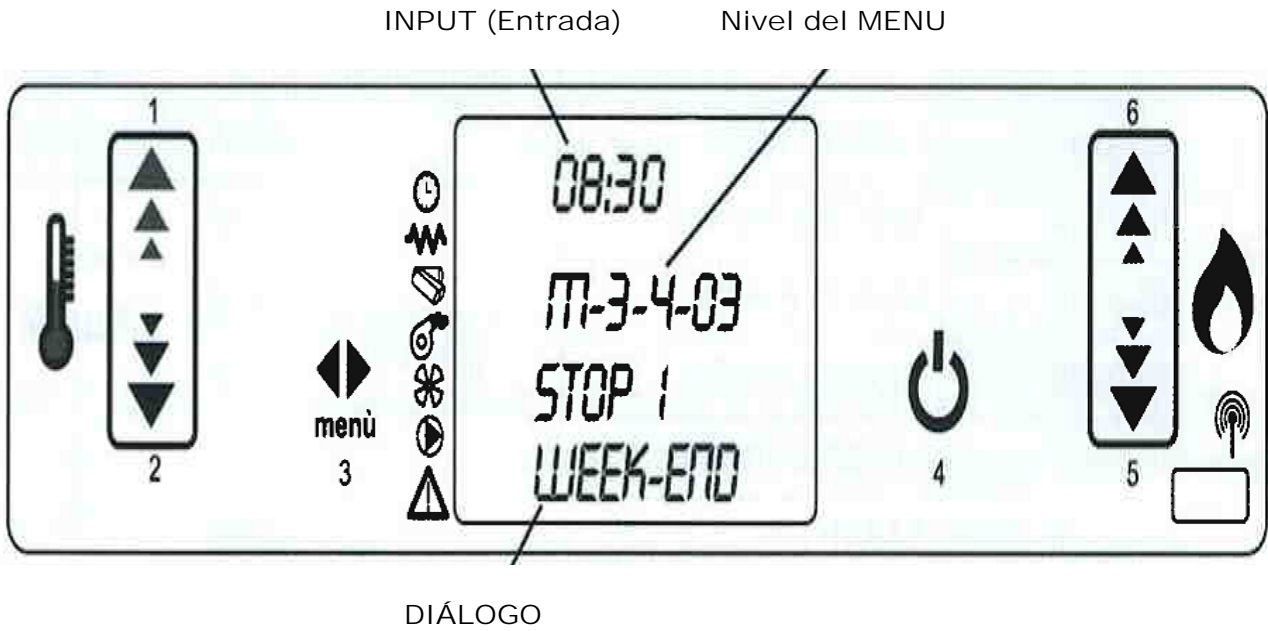 INPUT (Entrada) Nivel del MENU
1
6
08:30
M-3-4-03
STOP 1
menù
WEEK-END
2
3
4
5
DIÁLOGO